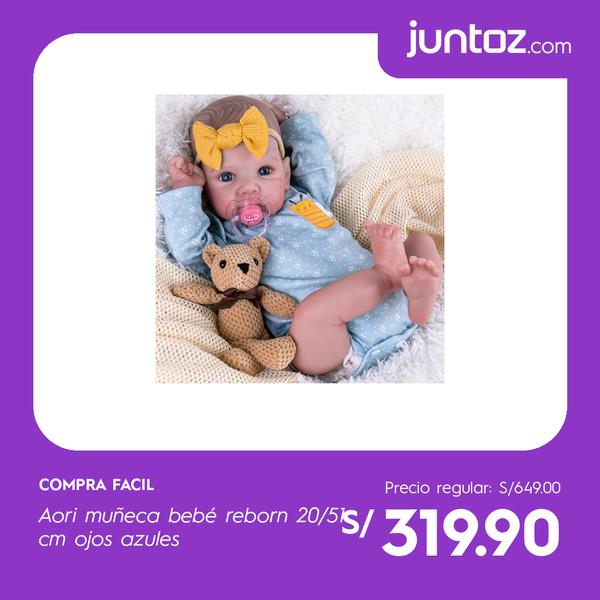 juntoz.com
COMPRA FACIL
Aori muñeca bebé reborn 20/51
cm ojos azules
Precio regular: S/649.00
S/ 319.90